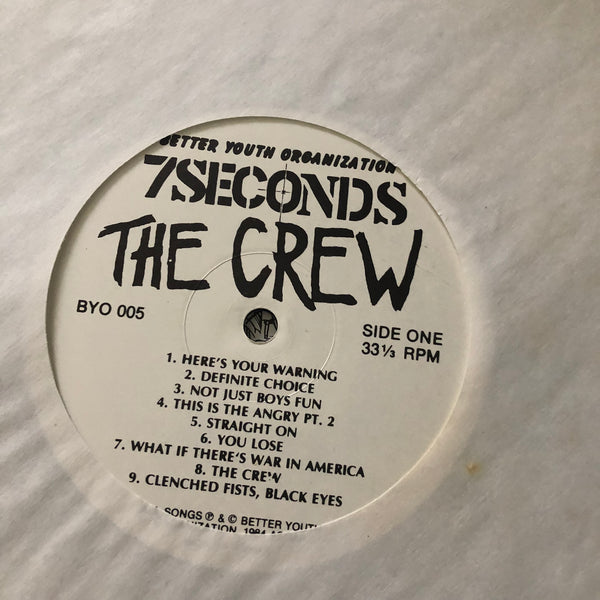 BETTER YOUTH ORGANIZATION
7SECONDS
THE CREW
BYO 005
SIDE ONE
33⅓ RPM
1. HERE'S YOUR WARNING
2. DEFINITE CHOICE
3. NOT JUST BOYS FUN
4. THIS IS THE ANGRY PT. 2
5. STRAIGHT ON
6. YOU LOSE
7. WHAT IF THERE'S WAR IN AMERICA
8. THE CREW
9. CLENCHED FISTS, BLACK EYES
SONGS ℗ & © BETTER YOUTH
1984